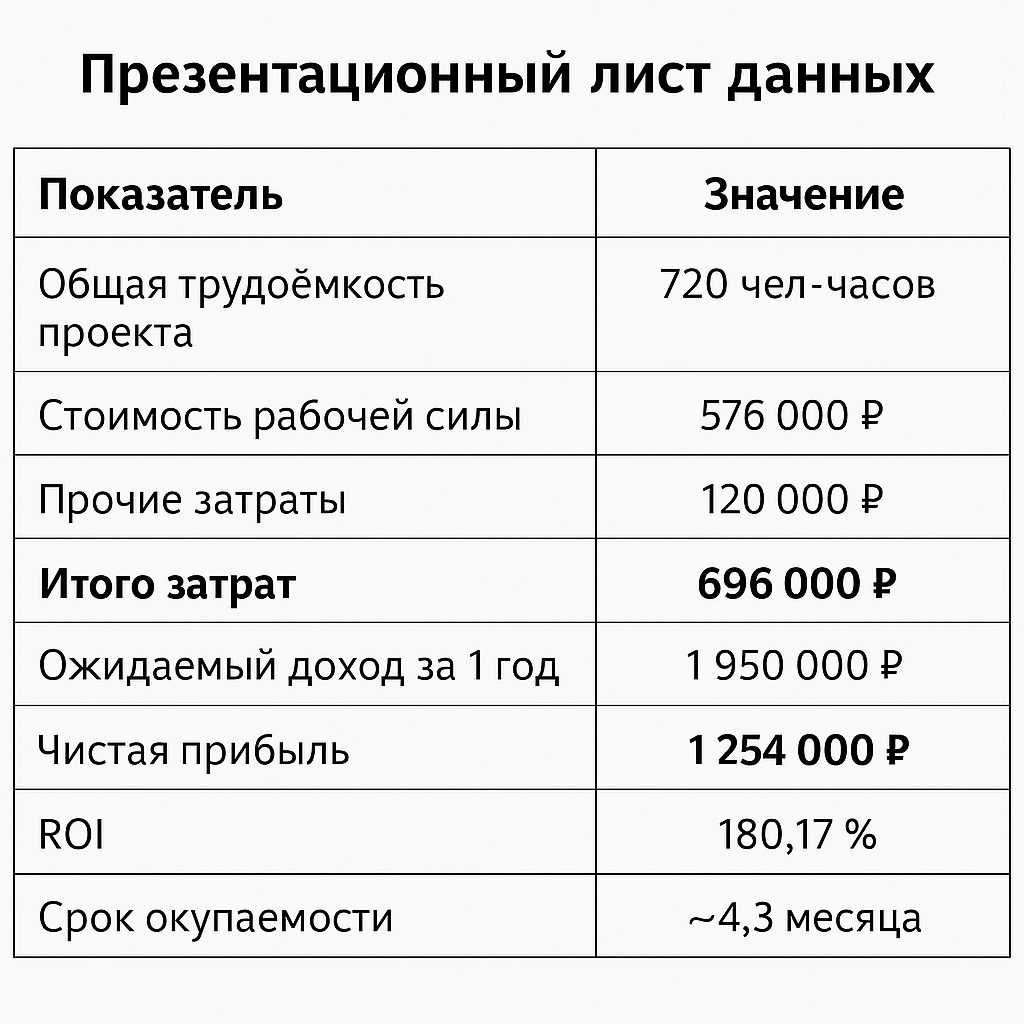 Презентационный лист данных
Показатель Значение
Общая трудоёмкость 720 чел-часов
проекта
Стоимость рабочей силы 576 000 ₽
Прочие затраты 120 000 ₽
Итого затрат 696 000 ₽
Ожидаемый доход за 1 год 1 950 000 ₽
Чистая прибыль 1 254 000 ₽
ROI 180,17 %
Срок окупаемости ~4,3 месяца